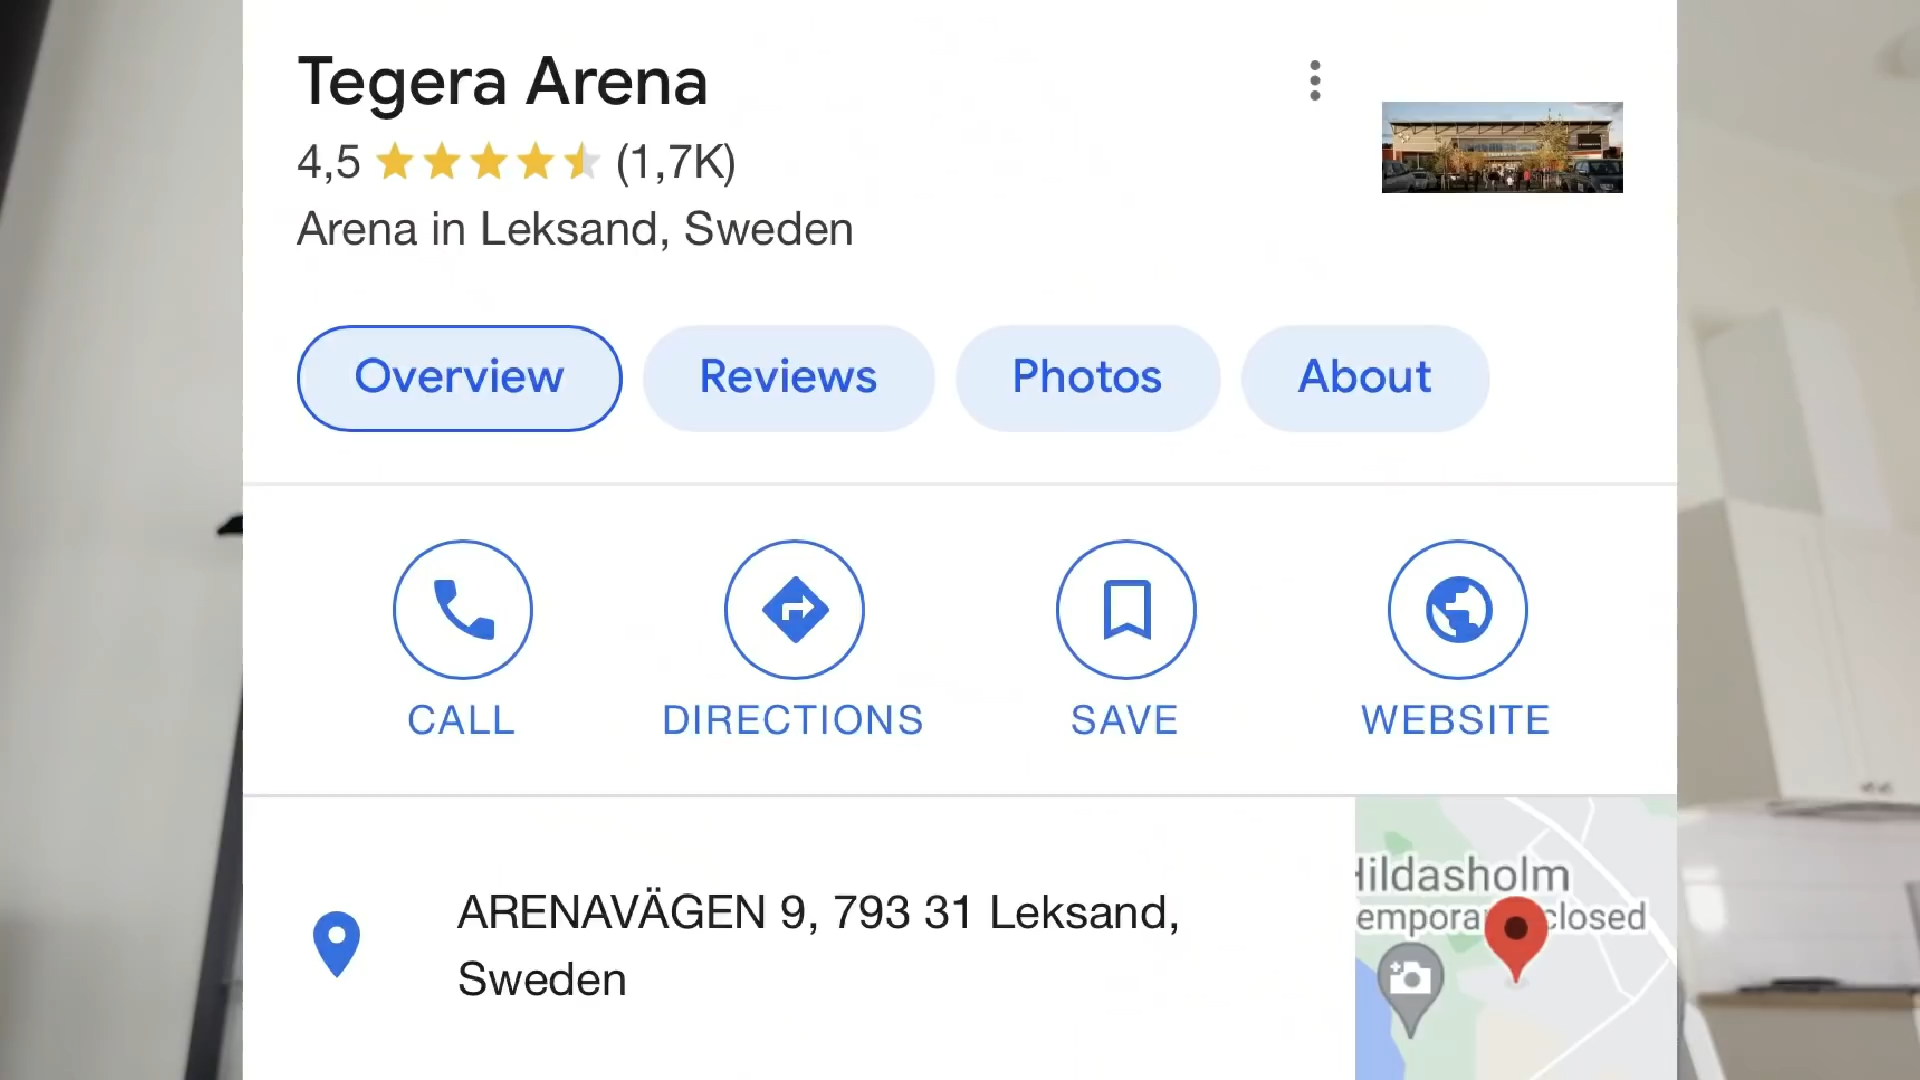 Tegera Arena
4,5 (1,7K)
Arena in Leksand, Sweden
Overview Reviews Photos About
CALL DIRECTIONS SAVE WEBSITE
ARENAVÄGEN 9, 793 31 Leksand,
Sweden
closed